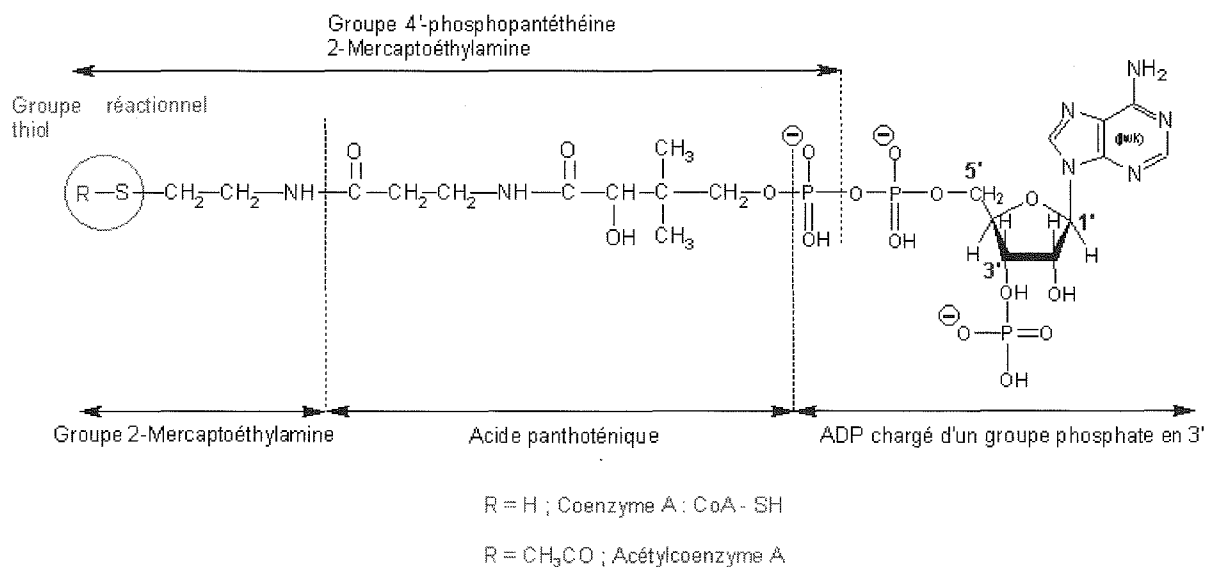 Groupe 4'-phosphopantéthéine
2-Mercaptoéthylamine
Groupe réactionnel
thiol
NH₂
N N
N N
N
O O O⊖ O⊖
CH₃
R–S–CH₂–CH₂–NH–C–CH₂–CH₂–NH–C–CH–C–CH₂–O–P–O–P–O–CH₂ 5'
O
1'
OH CH₃ OH OH
H H H H
3'
OH OH
⊖O–P=O
OH
Groupe 2-Mercaptoéthylamine Acide panthoténique ADP chargé d'un groupe phosphate en 3'
R = H ; Coenzyme A : CoA - SH
R = CH₃CO ; Acétylcoenzyme A